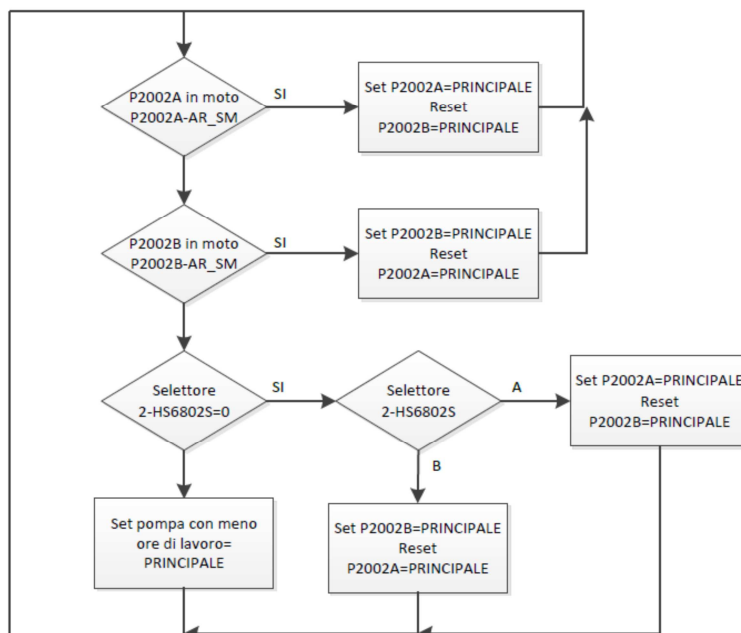 P2002A in moto
P2002A-AR_SM
SI
Set P2002A=PRINCIPALE
Reset
P2002B=PRINCIPALE
P2002B in moto
P2002B-AR_SM
SI
Set P2002B=PRINCIPALE
Reset
P2002A=PRINCIPALE
Selettore
2-HS6802S=0
SI
Selettore
2-HS6802S
A
Set P2002A=PRINCIPALE
Reset
P2002B=PRINCIPALE
B
Set pompa con meno
ore di lavoro=
PRINCIPALE
Set P2002B=PRINCIPALE
Reset
P2002A=PRINCIPALE